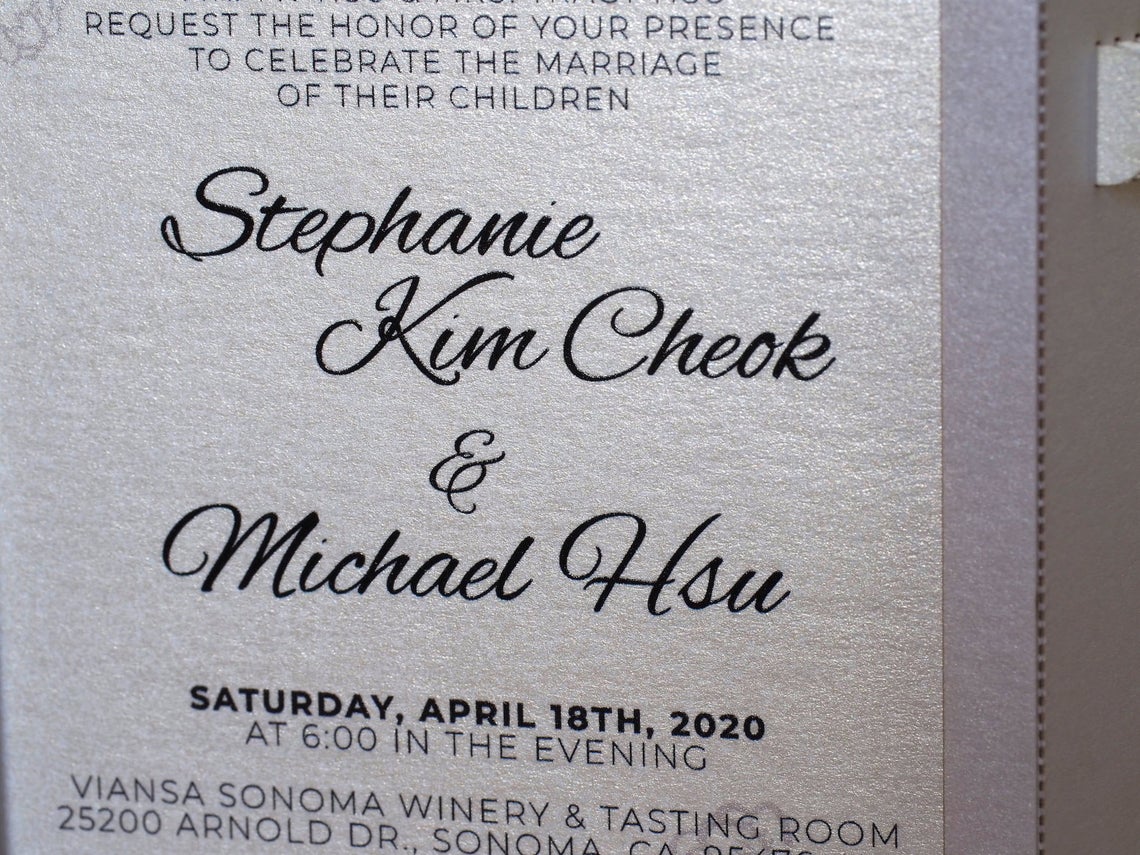 REQUEST THE HONOR OF YOUR PRESENCE
TO CELEBRATE THE MARRIAGE
OF THEIR CHILDREN
Stephanie
Kim Cheok
&
Michael Hsu
SATURDAY, APRIL 18TH, 2020
AT 6:00 IN THE EVENING
VIANSA SONOMA WINERY & TASTING ROOM
25200 ARNOLD DR., SONOMA, CA